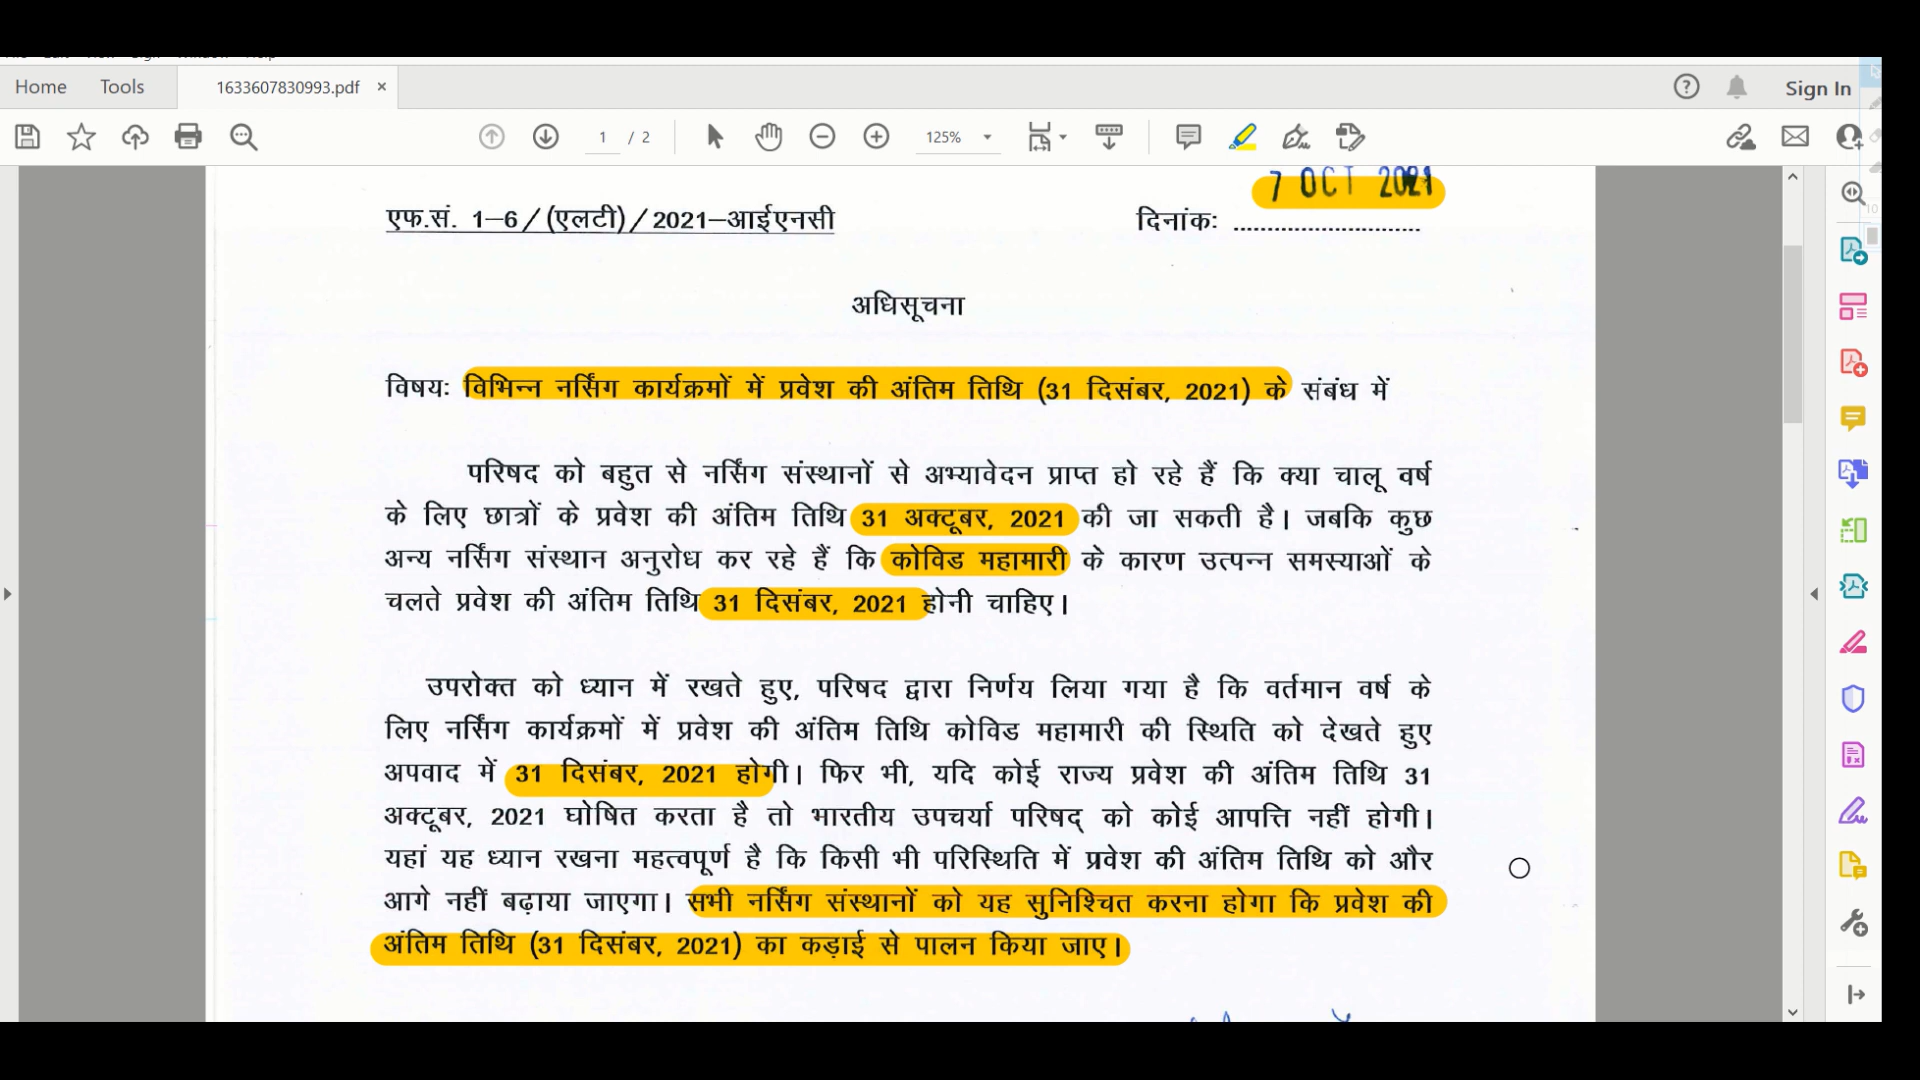 Home Tools 1633607830993.pdf × Sign In
1 / 2 125%
7 OCT 2021
एफ.सं. 1–6/(एलटी)/2021–आईएनसी दिनांकः ..........................
अधिसूचना
विषयः विभिन्न नर्सिंग कार्यक्रमों में प्रवेश की अंतिम तिथि (31 दिसंबर, 2021) के संबंध में
परिषद को बहुत से नर्सिंग संस्थानों से अभ्यावेदन प्राप्त हो रहे हैं कि क्या चालू वर्ष
के लिए छात्रों के प्रवेश की अंतिम तिथि 31 अक्टूबर, 2021 की जा सकती है। जबकि कुछ
अन्य नर्सिंग संस्थान अनुरोध कर रहे हैं कि कोविड महामारी के कारण उत्पन्न समस्याओं के
चलते प्रवेश की अंतिम तिथि 31 दिसंबर, 2021 होनी चाहिए।
उपरोक्त को ध्यान में रखते हुए, परिषद द्वारा निर्णय लिया गया है कि वर्तमान वर्ष के
लिए नर्सिंग कार्यक्रमों में प्रवेश की अंतिम तिथि कोविड महामारी की स्थिति को देखते हुए
अपवाद में 31 दिसंबर, 2021 होगी। फिर भी, यदि कोई राज्य प्रवेश की अंतिम तिथि 31
अक्टूबर, 2021 घोषित करता है तो भारतीय उपचर्या परिषद् को कोई आपत्ति नहीं होगी।
यहां यह ध्यान रखना महत्वपूर्ण है कि किसी भी परिस्थिति में प्रवेश की अंतिम तिथि को और
आगे नहीं बढ़ाया जाएगा। सभी नर्सिंग संस्थानों को यह सुनिश्चित करना होगा कि प्रवेश की
अंतिम तिथि (31 दिसंबर, 2021) का कड़ाई से पालन किया जाए।